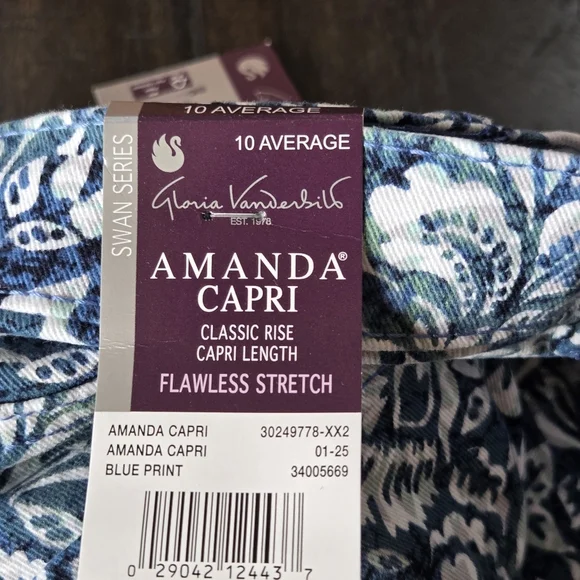 10 AVERAGE
10 AVERAGE
SWAN SERIES
Gloria Vanderbilt
EST. 1978
AMANDA®
CAPRI
CLASSIC RISE
CAPRI LENGTH
FLAWLESS STRETCH
AMANDA CAPRI 30249778-XX2
AMANDA CAPRI 01-25
BLUE PRINT 34005669
0 29042 12443 7